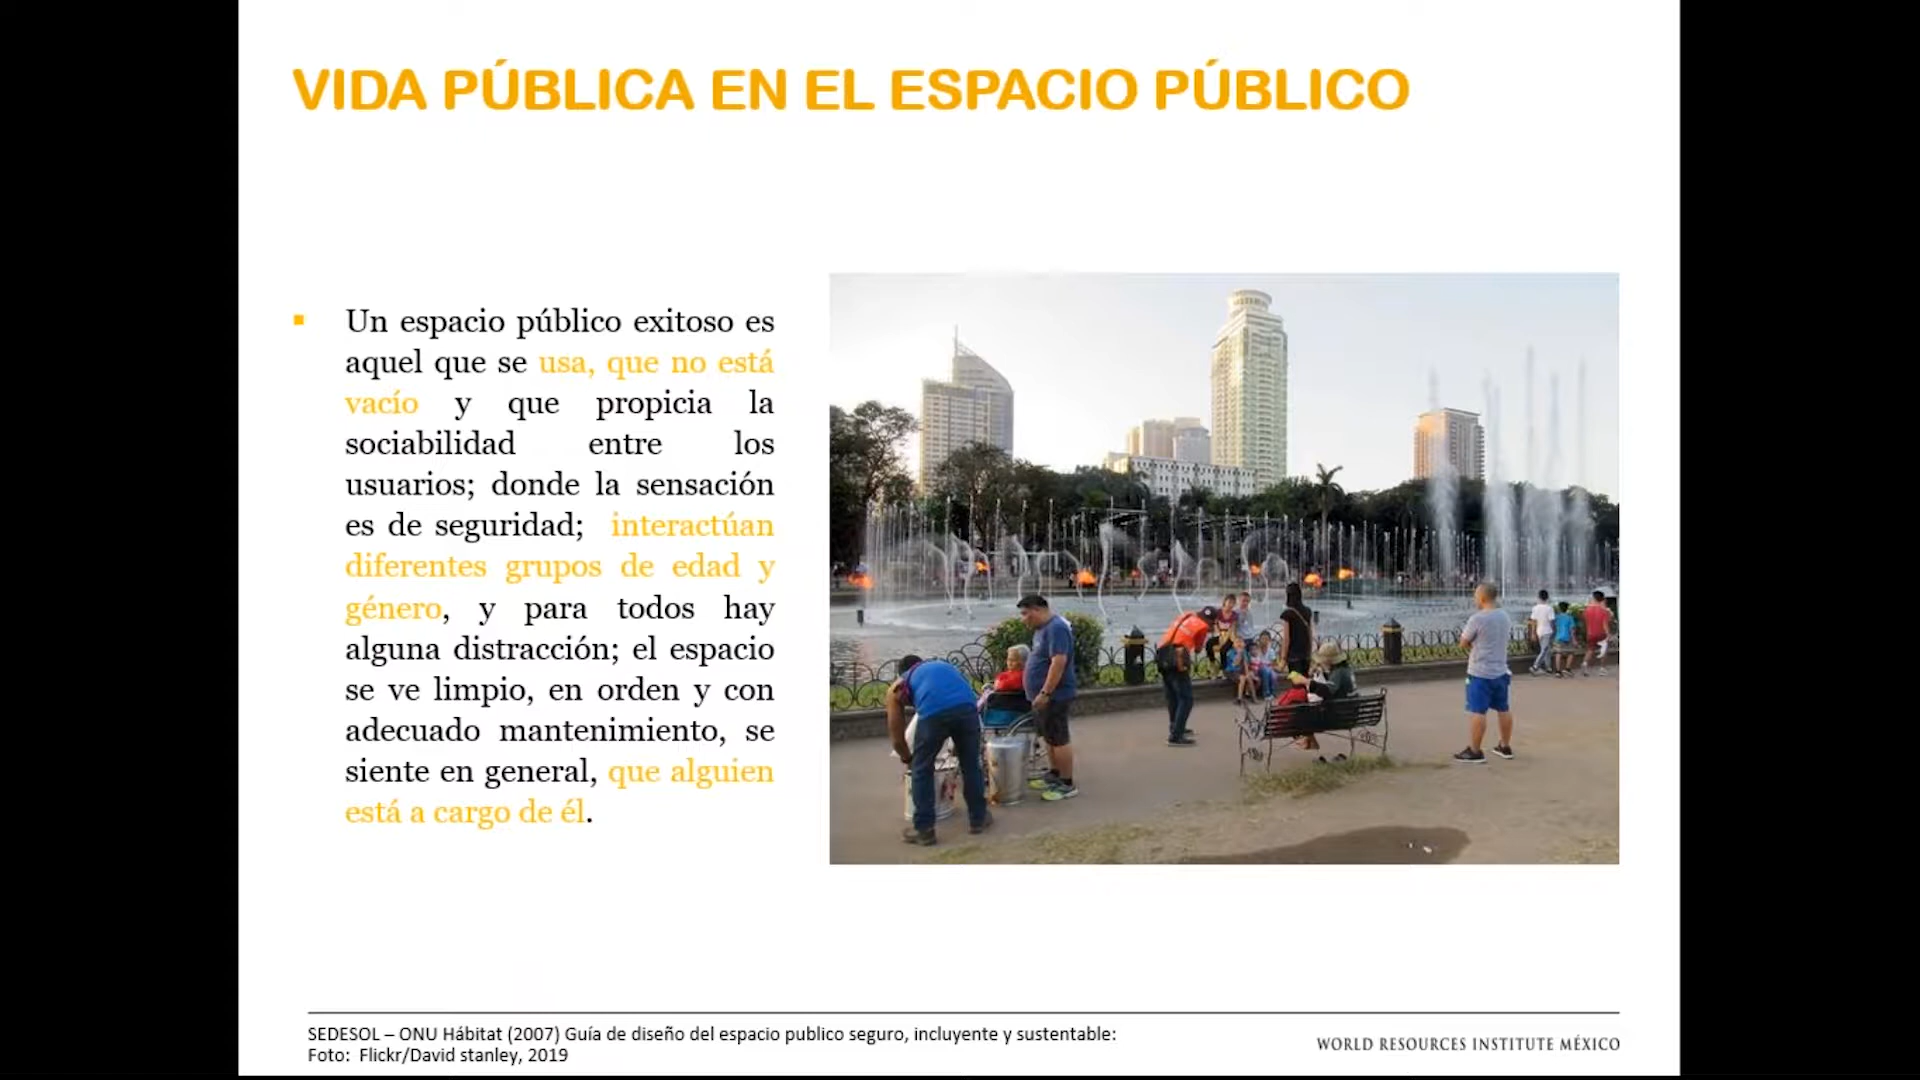 VIDA PÚBLICA EN EL ESPACIO PÚBLICO
Un espacio público exitoso es
aquel que se usa, que no está
vacío y que propicia la
sociabilidad entre los
usuarios; donde la sensación
es de seguridad; interactúan
diferentes grupos de edad y
género, y para todos hay
alguna distracción; el espacio
se ve limpio, en orden y con
adecuado mantenimiento, se
siente en general, que alguien
está a cargo de él.
SEDESOL – ONU Hábitat (2007) Guía de diseño del espacio publico seguro, incluyente y sustentable:
Foto: Flickr/David stanley, 2019
WORLD RESOURCES INSTITUTE MÉXICO